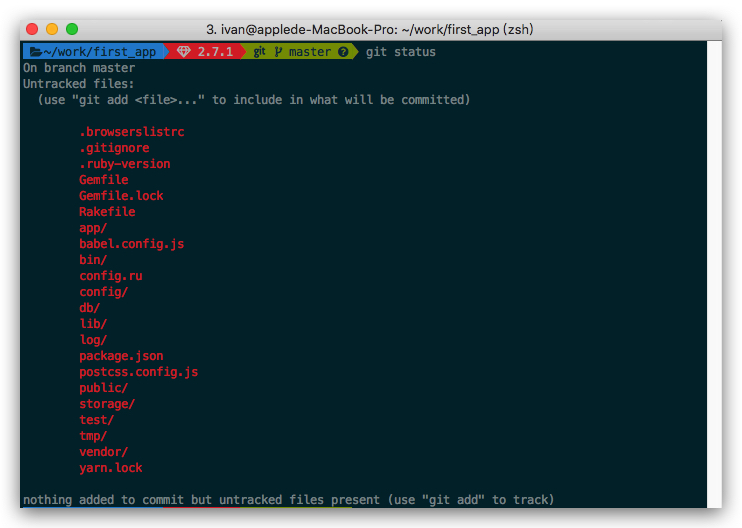 3. ivan@applede-MacBook-Pro: ~/work/first_app (zsh)
~/work/first_app 2.7.1 git master ? git status
On branch master
Untracked files:
(use "git add <file>..." to include in what will be committed)
.browserslistrc
.gitignore
.ruby-version
Gemfile
Gemfile.lock
Rakefile
app/
babel.config.js
bin/
config.ru
config/
db/
lib/
log/
package.json
postcss.config.js
public/
storage/
test/
tmp/
vendor/
yarn.lock
nothing added to commit but untracked files present (use "git add" to track)